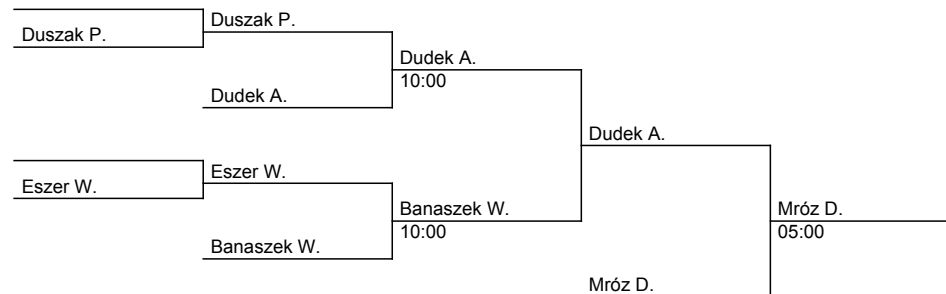 Duszak P.
Duszak P.
Dudek A.
10:00
Dudek A.
Dudek A.
Eszer W.
Eszer W.
Banaszek W.
10:00
Mróz D.
05:00
Banaszek W.
Mróz D.